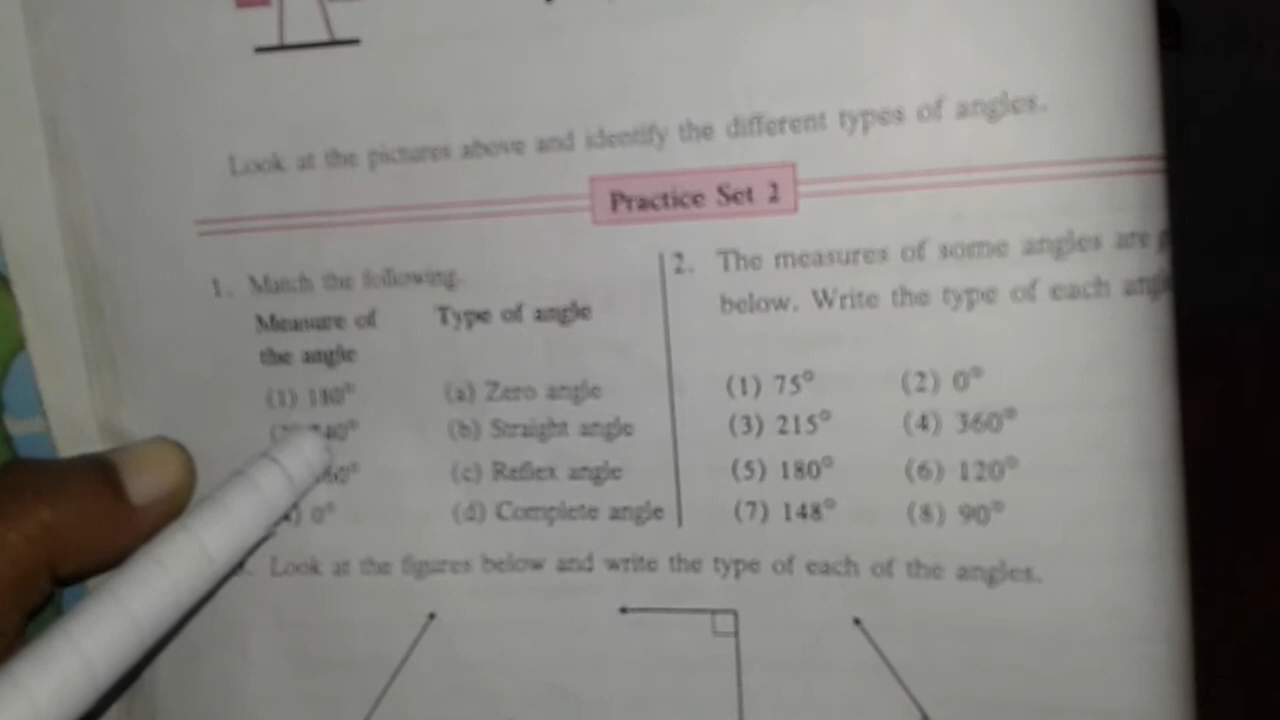 Look at the pictures above and identify the different types of angles.
Practice Set 2
1. Match the following.
Measure of the angle
Type of angle
(1) 180°
(a) Zero angle
40°
(b) Straight angle
60°
(c) Reflex angle
0°
(d) Complete angle
2. The measures of some angles are
below. Write the type of each
(1) 75° (2) 0°
(3) 215° (4) 360°
(5) 180° (6) 120°
(7) 148° (8) 90°
Look at the figures below and write the type of each of the angles.